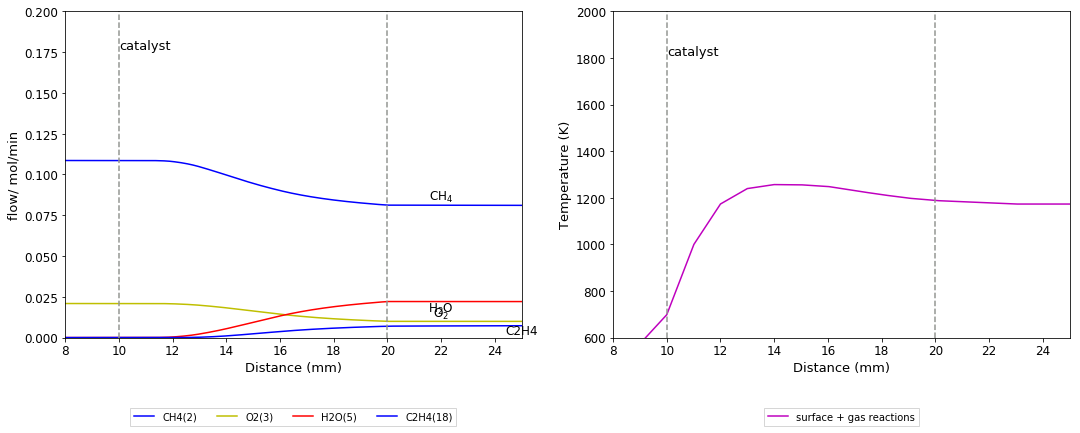 0.200
0.175
0.150
0.125
0.100
0.075
0.050
0.025
0.000
flow/ mol/min
catalyst
CH₄
H₂O
O₂
C2H4
8 10 12 14 16 18 20 22 24
Distance (mm)
CH4(2) O2(3) H2O(5) C2H4(18)
2000
1800
1600
1400
1200
1000
800
600
Temperature (K)
catalyst
8 10 12 14 16 18 20 22 24
Distance (mm)
surface + gas reactions